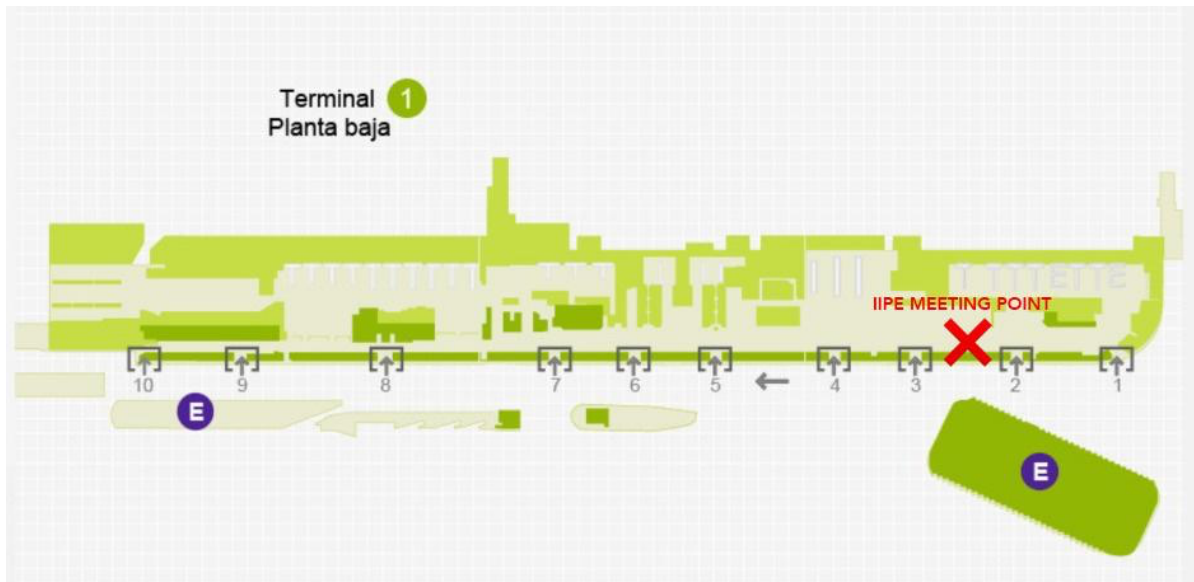 Terminal 1
Planta baja
IIPE MEETING POINT
10 9 8 7 6 5 4 3 2 1
E
E